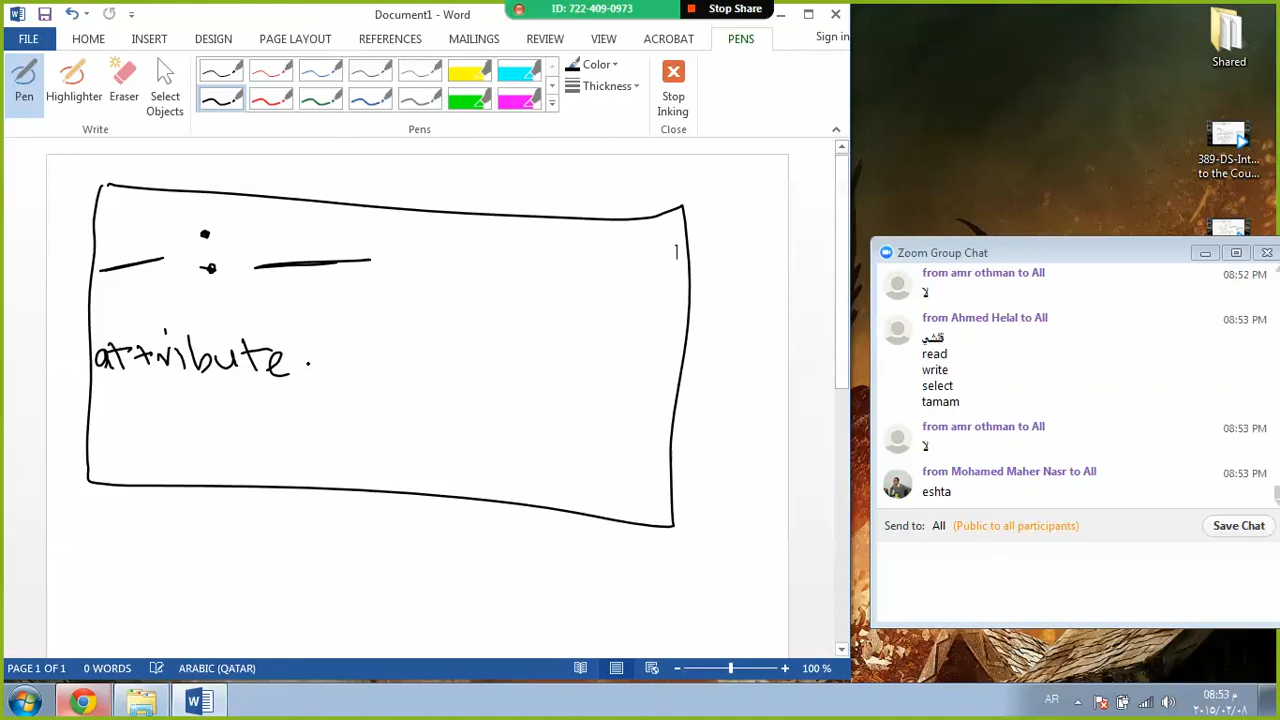 Document1 - Word
ID: 722-409-0973
Stop Share
FILE
HOME
INSERT
DESIGN
PAGE LAYOUT
REFERENCES
MAILINGS
REVIEW
VIEW
ACROBAT
PENS
Sign in
Pen
Highlighter
Eraser
Select
Objects
Write
Pens
Color
Thickness
Stop
Inking
Close
attribute.
PAGE 1 OF 1
0 WORDS
ARABIC (QATAR)
100 %
Shared
389-DS-Int...
to the Cou...
Zoom Group Chat
from amr othman to All
08:52 PM
لا
from Ahmed Helal to All
08:53 PM
قلشي
read
write
select
tamam
from amr othman to All
08:53 PM
لا
from Mohamed Maher Nasr to All
08:53 PM
eshta
Send to: All (Public to all participants)
Save Chat
AR
08:53 م
٢٠١٥/٠٢/٠٨